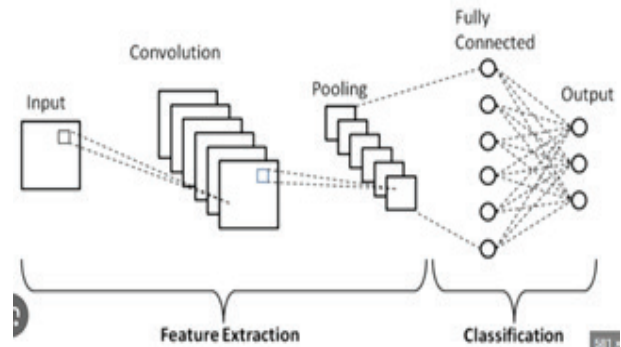 Fully
Connected
Convolution
Pooling
Input
Output
Feature Extraction
Classification